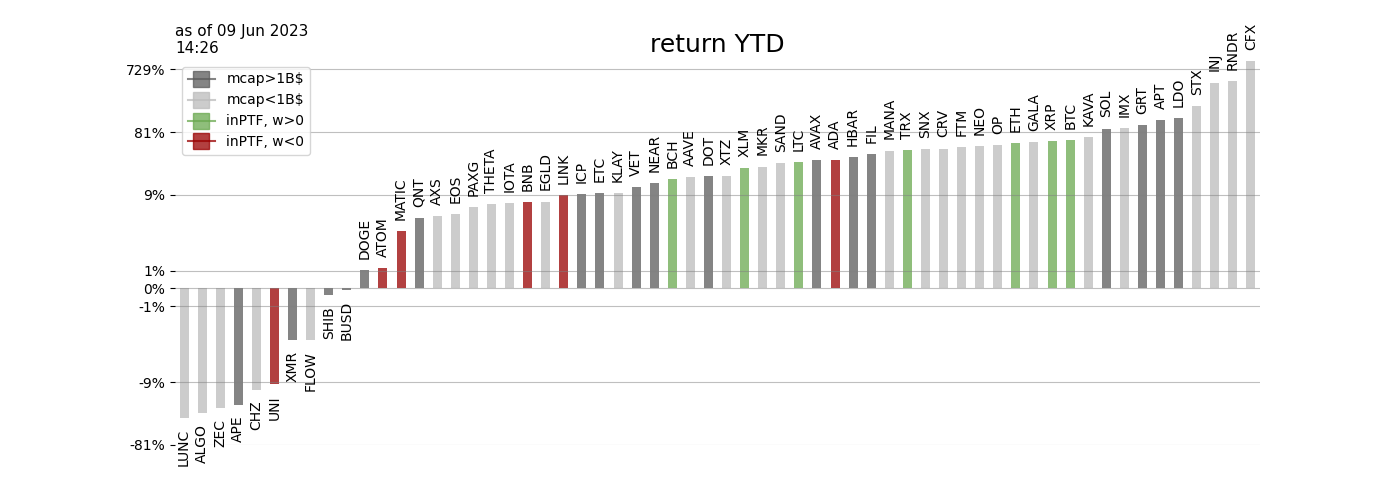 as of 09 Jun 2023
14:26
return YTD
mcap>1B$
mcap<1B$
inPTF, w>0
inPTF, w<0
729%
81%
9%
1%
0%
-1%
-9%
-81%
LUNC
ALGO
ZEC
APE
CHZ
UNI
XMR
FLOW
SHIB
BUSD
DOGE
ATOM
MATIC
QNT
AXS
EOS
PAXG
THETA
IOTA
BNB
EGLD
LINK
ICP
ETC
KLAY
VET
NEAR
BCH
AAVE
DOT
XTZ
XLM
MKR
SAND
LTC
AVAX
ADA
HBAR
FIL
MANA
TRX
SNX
CRV
FTM
NEO
OP
ETH
GALA
XRP
BTC
KAVA
SOL
IMX
GRT
APT
LDO
STX
INJ
RNDR
CFX